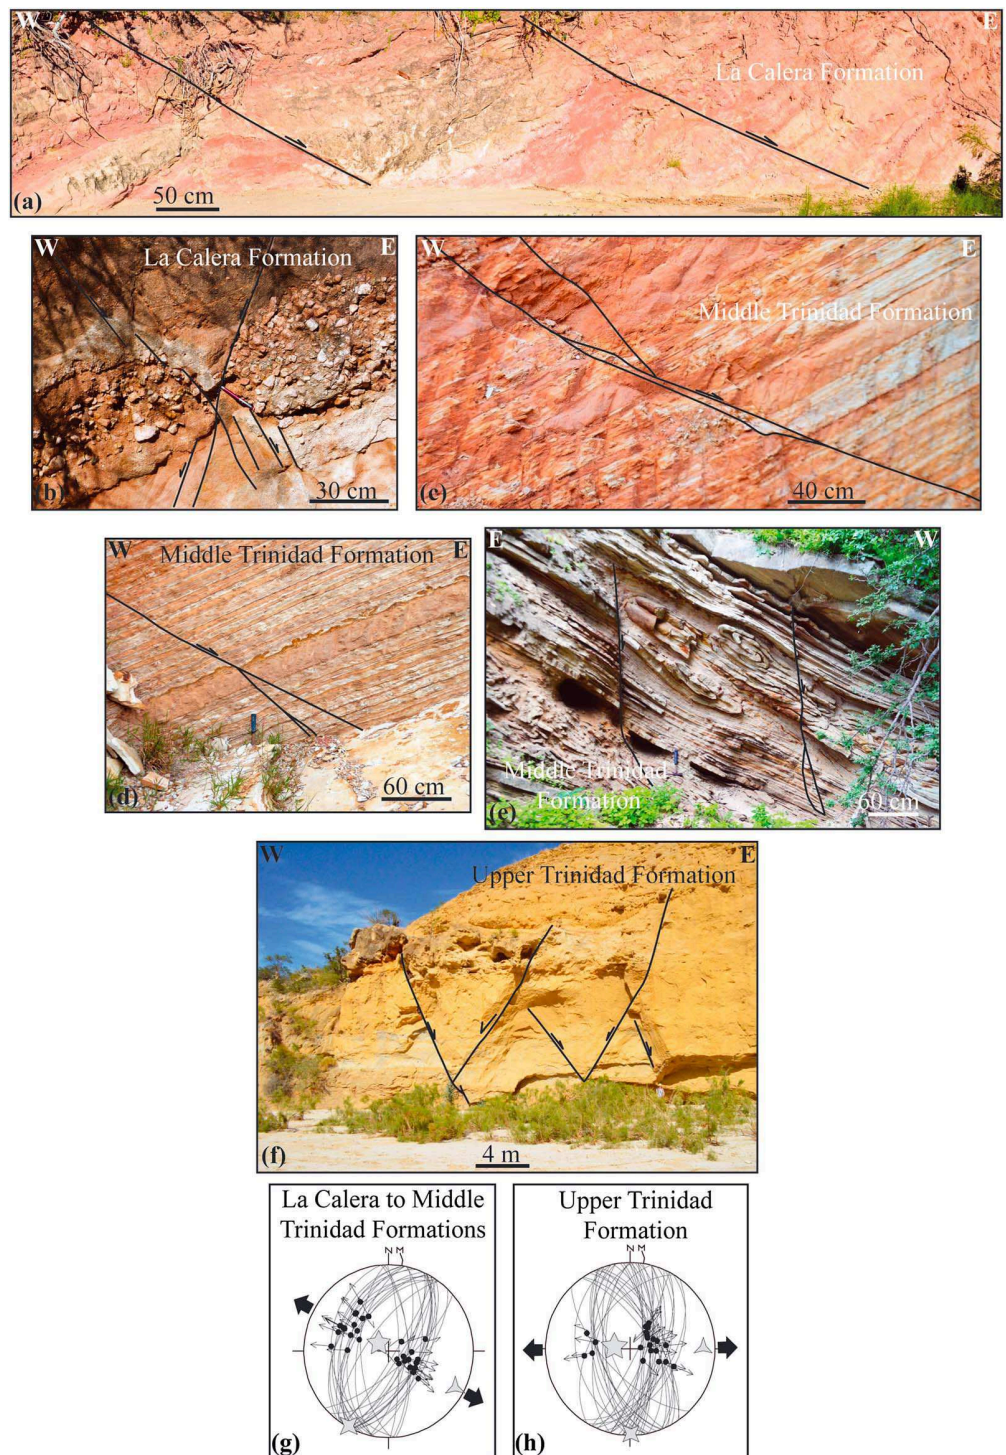 W
E
La Calera Formation
50 cm
(a)
W
E
La Calera Formation
(b)
30 cm
W
E
Middle Trinidad Formation
(c)
40 cm
W
E
Middle Trinidad Formation
(d)
60 cm
E
W
Middle Trinidad
Formation
(e)
60 cm
W
E
Upper Trinidad Formation
(f)
4 m
La Calera to Middle
Trinidad Formations
N M
(g)
Upper Trinidad
Formation
N M
(h)